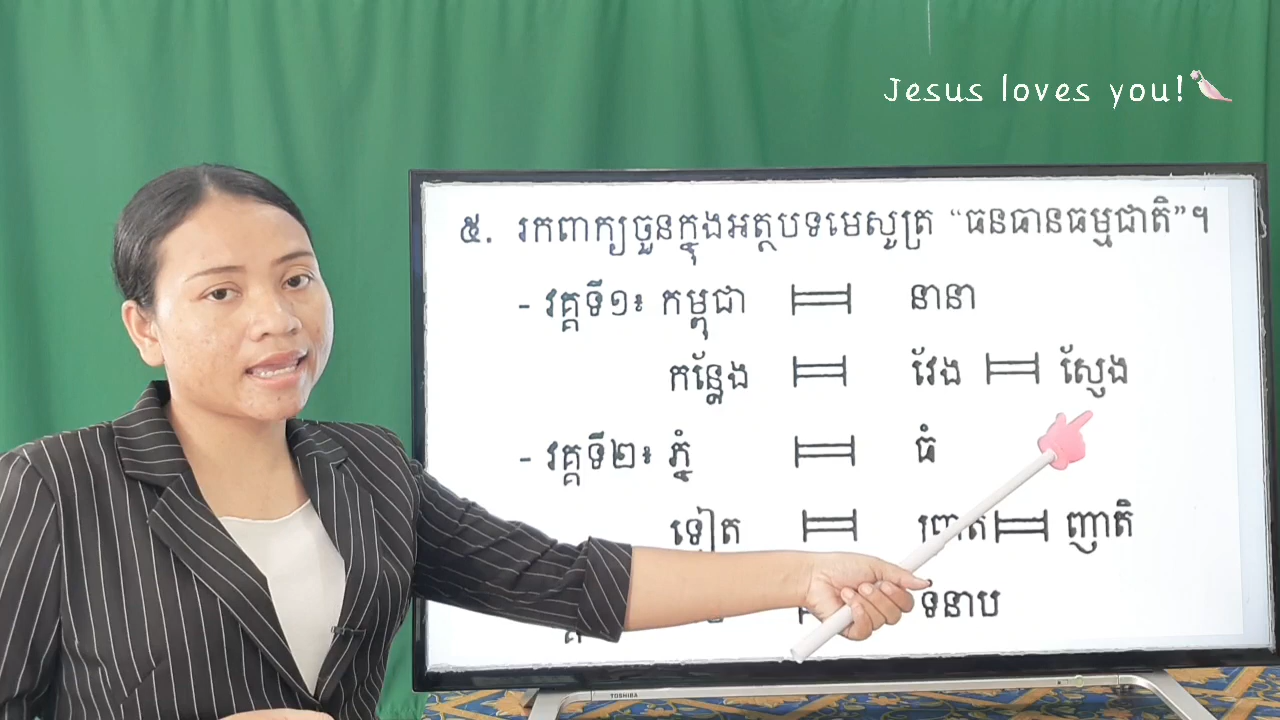 Jesus loves you!
៥. រកពាក្យចួនក្នុងអត្ថបទមេសូត្រ “ធនធានធម្មជាតិ”។
- វគ្គទី១៖ កម្ពុជា នានា
កន្លែង វែង ស្ញែង
- វគ្គទី២៖ ភ្នំ ធំ
ទៀត ញាតិ
ទំនាប
TOSHIBA